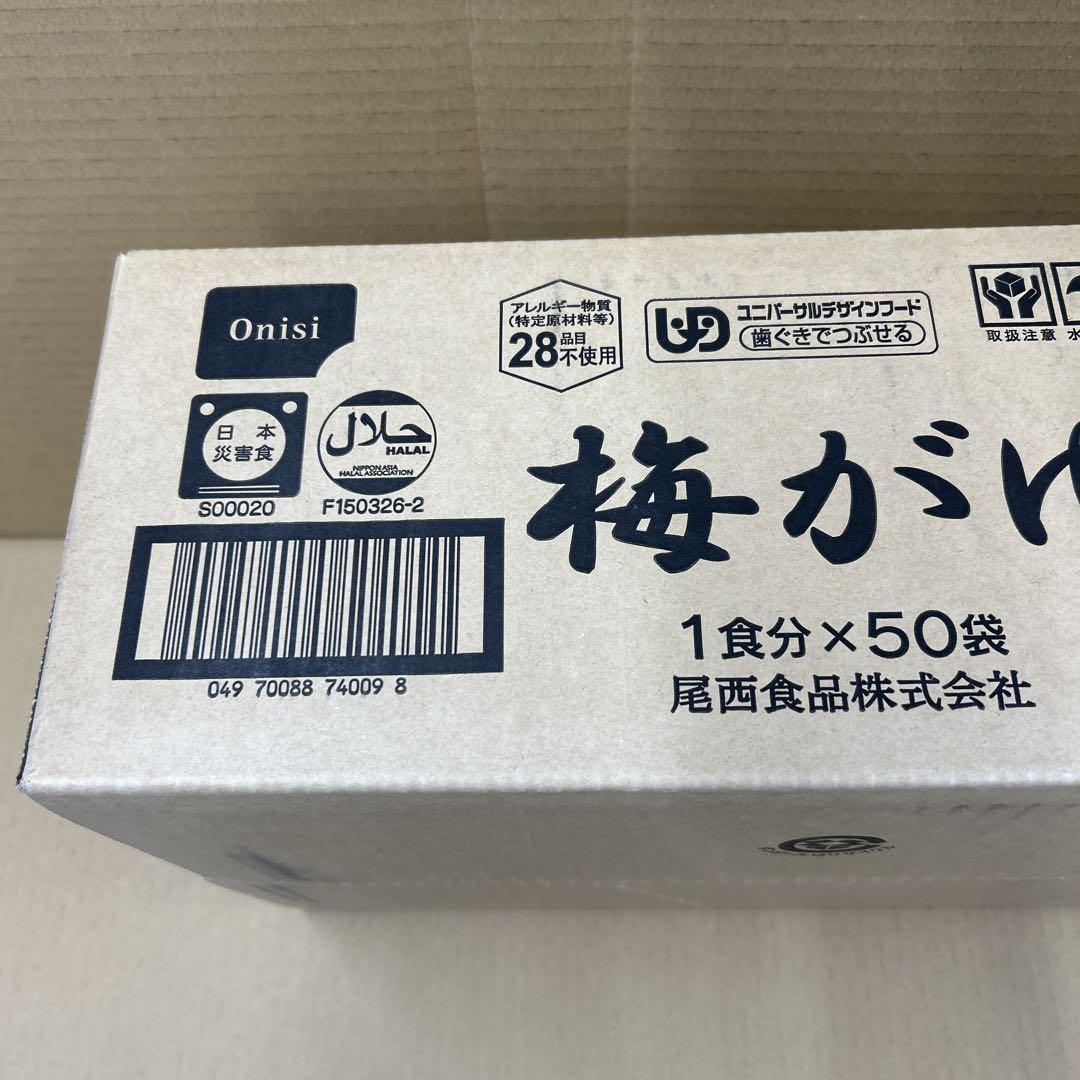 Onisi
アレルギー物質
(特定原材料等)
28品目不使用
ユニバーサルデザインフード
歯ぐきでつぶせる
取扱注意
水
日本
災害食
S00020
حلال
HALAL
NIPPON ASIA
HALAL ASSOCIATION
F150326-2
梅がゆ
049 70088 74009 8
1食分×50袋
尾西食品株式会社